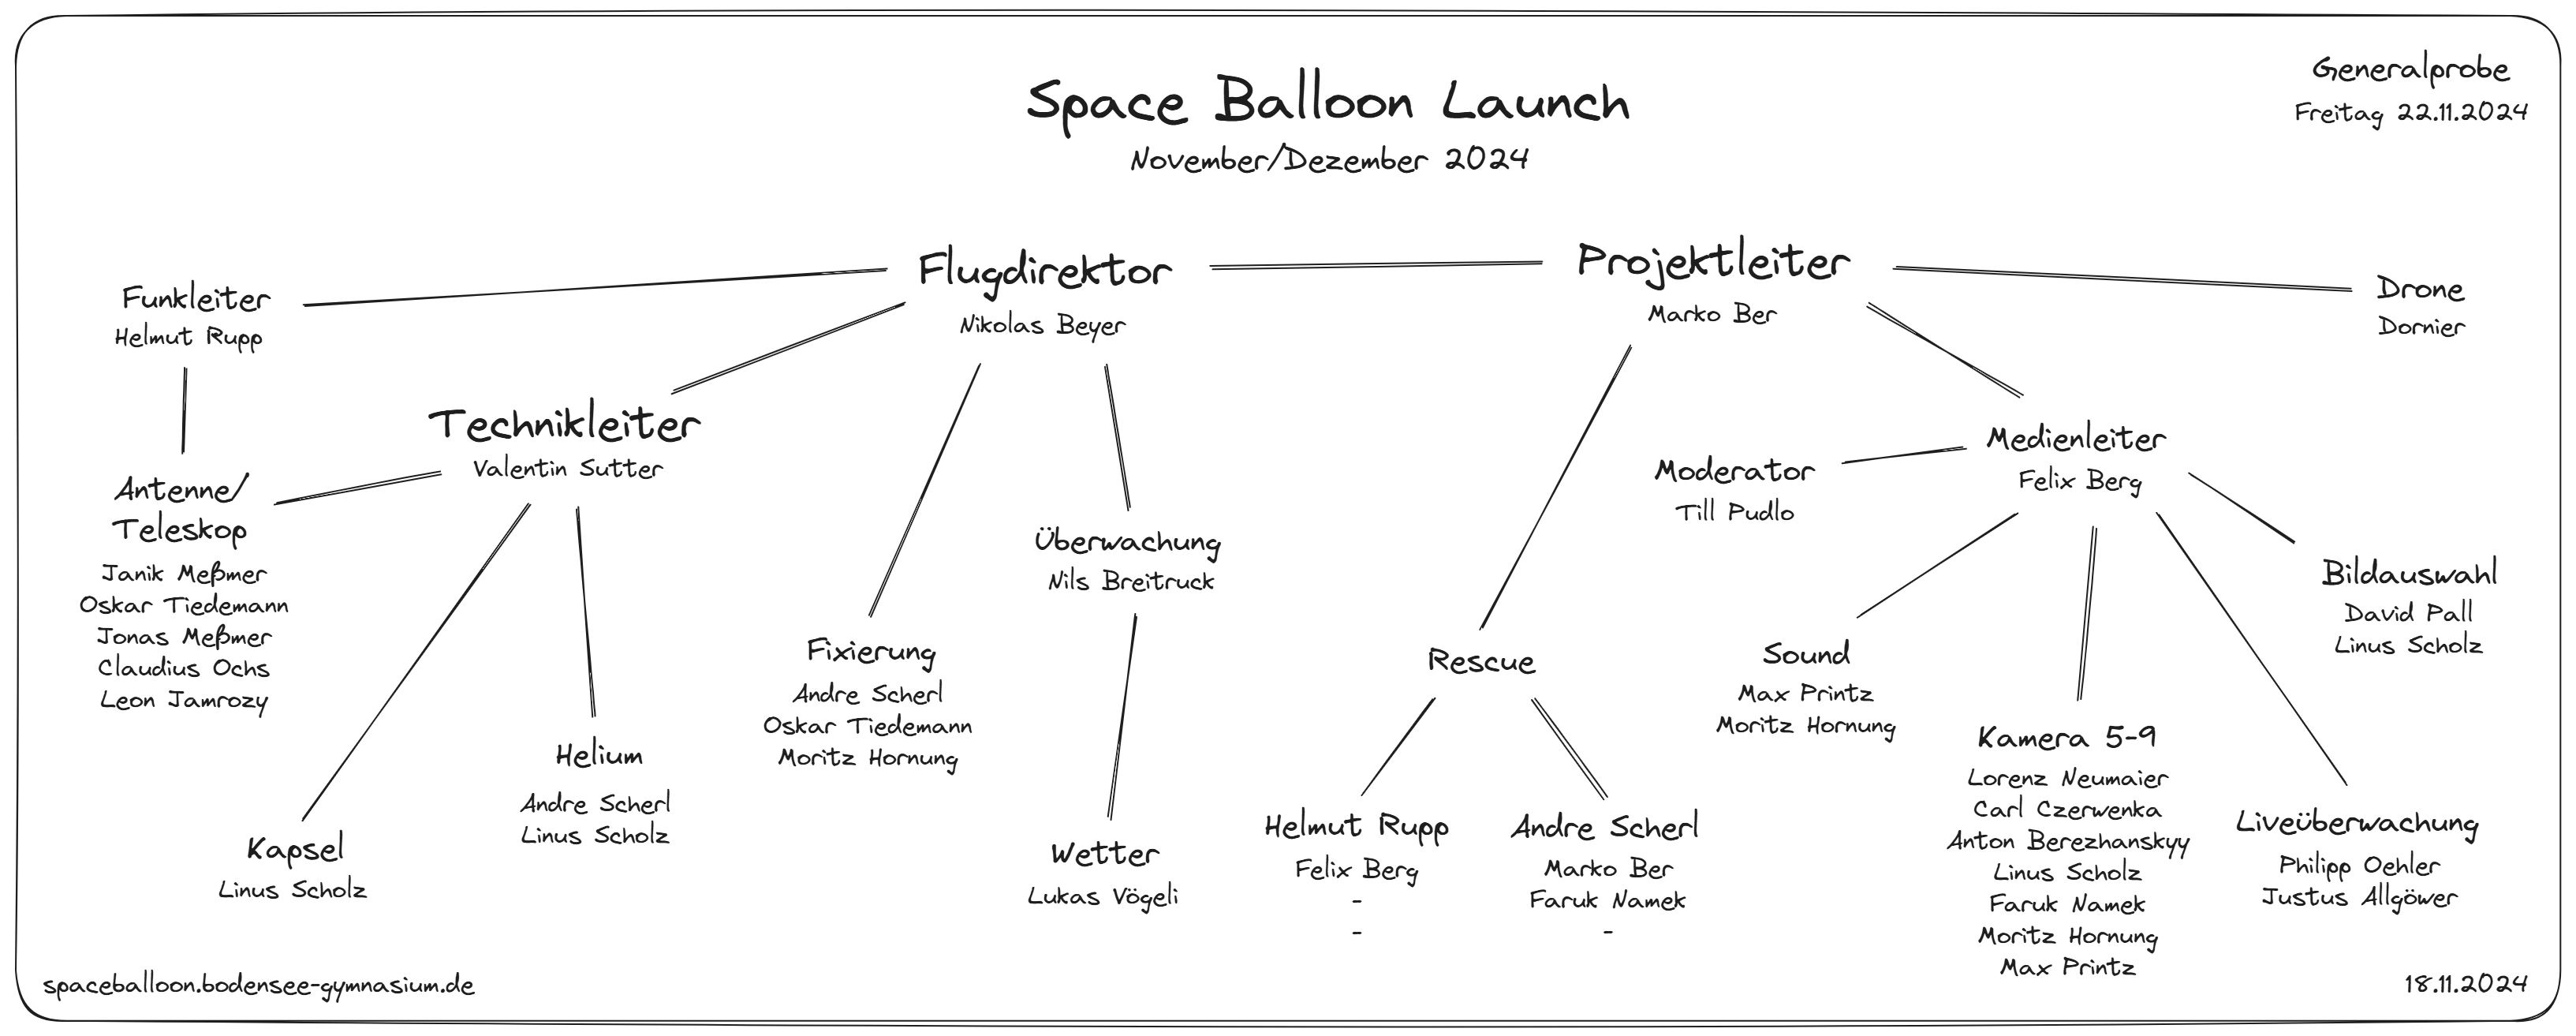 Space Balloon Launch
November/Dezember 2024
Generalprobe
Freitag 22.11.2024
Flugdirektor
Nikolas Beyer
Projektleiter
Marko Ber
Funkleiter
Helmut Rupp
Drone
Dornier
Technikleiter
Valentin Sutter
Medienleiter
Felix Berg
Moderator
Till Pudlo
Antenne/
Teleskop
Janik Meßmer
Oskar Tiedemann
Jonas Meßmer
Claudius Ochs
Leon Jamrozy
Überwachung
Nils Breitruck
Bildauswahl
David Pall
Linus Scholz
Fixierung
Andre Scherl
Oskar Tiedemann
Moritz Hornung
Rescue
Sound
Max Printz
Moritz Hornung
Helium
Andre Scherl
Linus Scholz
Kamera 5-9
Lorenz Neumaier
Carl Czerwenka
Anton Berezhanskyy
Linus Scholz
Faruk Namek
Moritz Hornung
Max Printz
Kapsel
Linus Scholz
Wetter
Lukas Vögeli
Helmut Rupp
Felix Berg
-
-
Andre Scherl
Marko Ber
Faruk Namek
-
Liveüberwachung
Philipp Oehler
Justus Allgöwer
spaceballoon.bodensee-gymnasium.de
18.11.2024